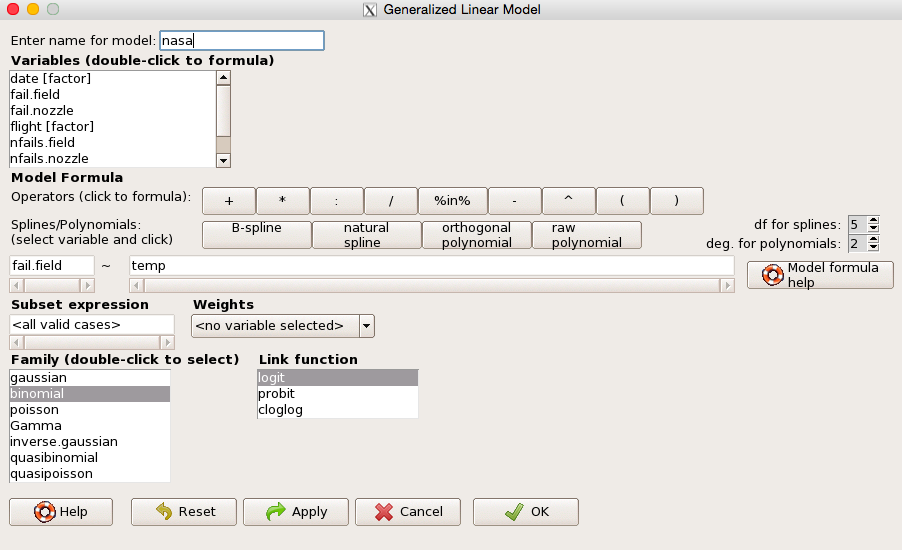 Generalized Linear Model
Enter name for model: nasa
Variables (double-click to formula)
date [factor]
fail.field
fail.nozzle
flight [factor]
nfails.field
nfails.nozzle
Model Formula
Operators (click to formula): + * : / %in% - ^ ( )
Splines/Polynomials:
(select variable and click)
B-spline
natural
spline
orthogonal
polynomial
raw
polynomial
df for splines: 5
deg. for polynomials: 2
fail.field ~ temp
Model formula
help
Subset expression
<all valid cases>
Weights
<no variable selected>
Family (double-click to select)
gaussian
binomial
poisson
Gamma
inverse.gaussian
quasibinomial
quasipoisson
Link function
logit
probit
cloglog
Help Reset Apply Cancel OK